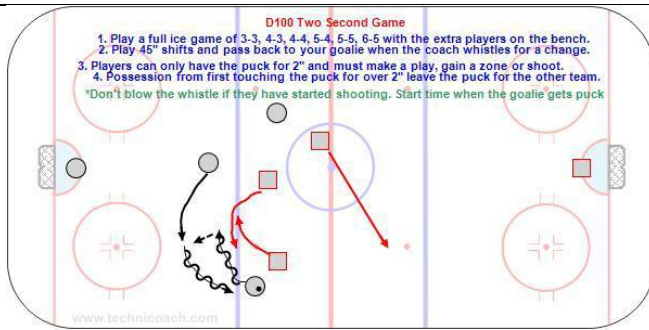 D100 Two Second Game
1. Play a full ice game of 3-3, 4-3, 4-4, 5-4, 5-5, 6-5 with the extra players on the bench.
2. Play 45" shifts and pass back to your goalie when the coach whistles for a change.
3. Players can only have the puck for 2" and must make a play, gain a zone or shoot.
4. Possession from first touching the puck for over 2" leave the puck for the other team.
*Don't blow the whistle if they have started shooting. Start time when the goalie gets puck
www.technicoach.com